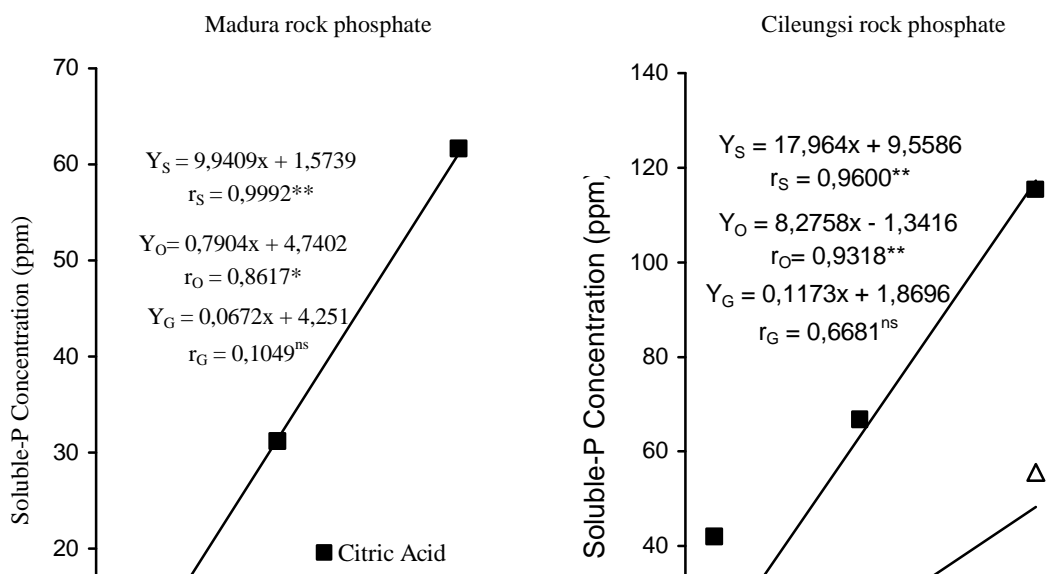 Madura rock phosphate
70
60
50
40
30
20
Soluble-P Concentration (ppm)
Y_S = 9,9409x + 1,5739
r_S = 0,9992**
Y_O= 0,7904x + 4,7402
r_O = 0,8617*
Y_G = 0,0672x + 4,251
r_G = 0,1049^ns
Citric Acid
Cileungsi rock phosphate
140
120
100
80
60
40
Soluble-P Concentration (ppm)
Y_S = 17,964x + 9,5586
r_S = 0,9600**
Y_O = 8,2758x - 1,3416
r_O= 0,9318**
Y_G = 0,1173x + 1,8696
r_G = 0,6681^ns